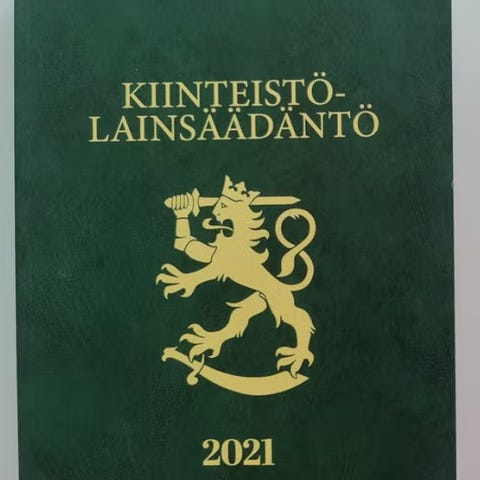 KIINTEISTÖ-
LAINSÄÄDÄNTÖ
2021